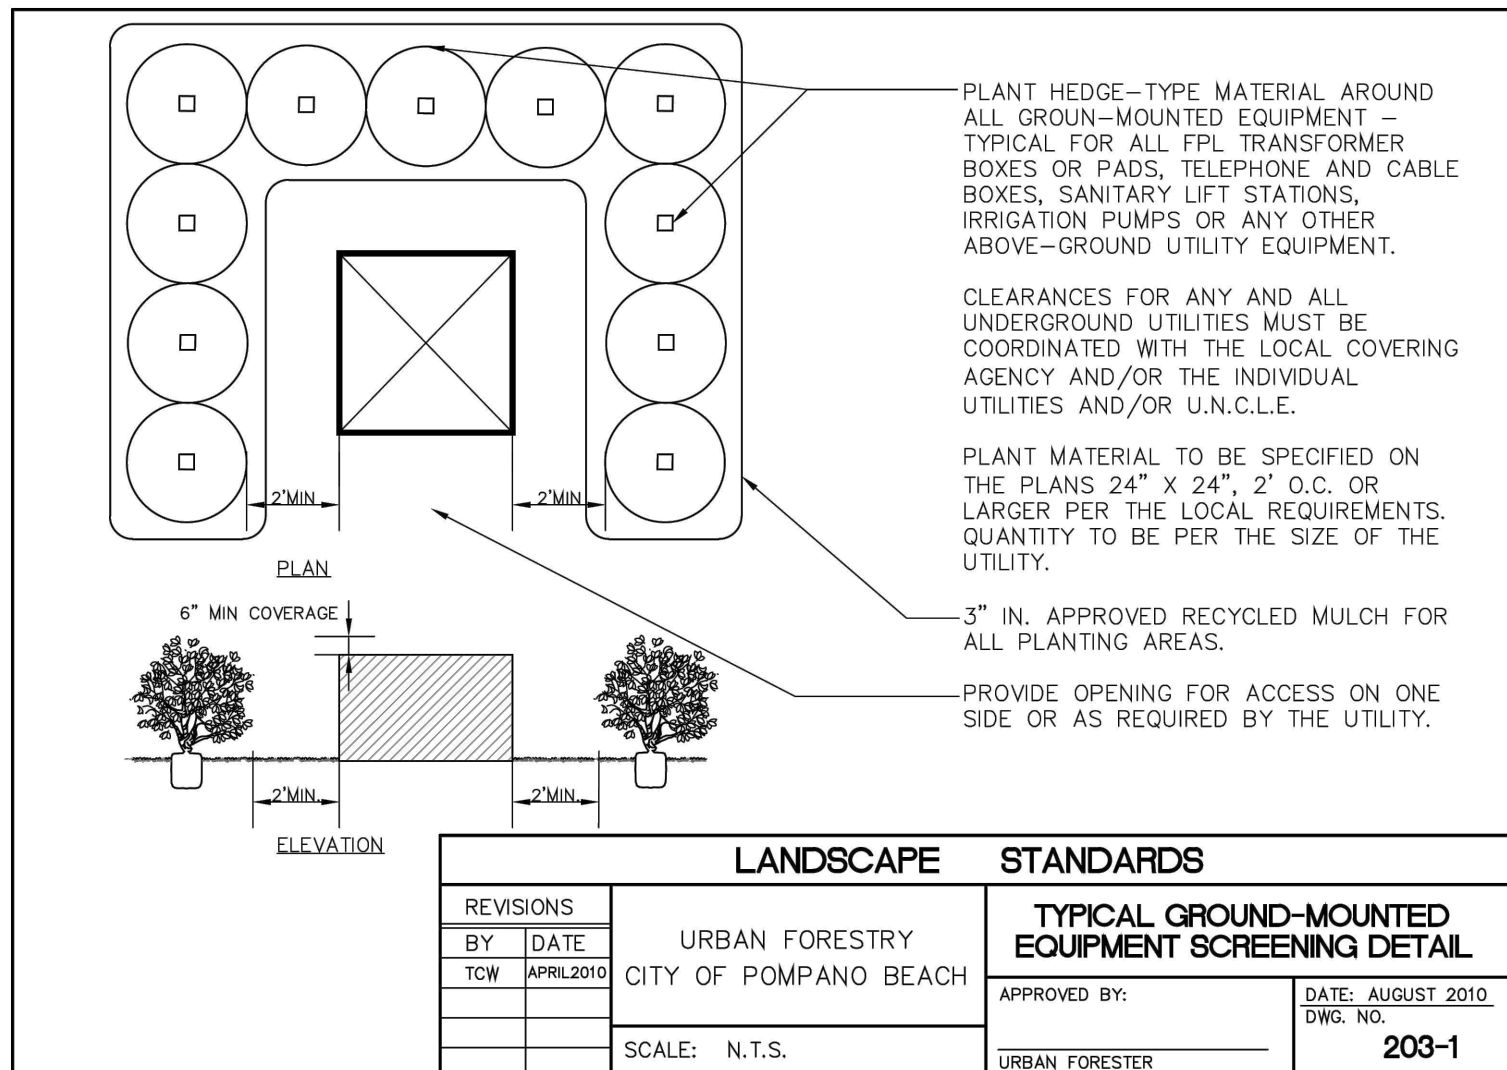 PLANT HEDGE-TYPE MATERIAL AROUND
ALL GROUN-MOUNTED EQUIPMENT -
TYPICAL FOR ALL FPL TRANSFORMER
BOXES OR PADS, TELEPHONE AND CABLE
BOXES, SANITARY LIFT STATIONS,
IRRIGATION PUMPS OR ANY OTHER
ABOVE-GROUND UTILITY EQUIPMENT.
CLEARANCES FOR ANY AND ALL
UNDERGROUND UTILITIES MUST BE
COORDINATED WITH THE LOCAL COVERING
AGENCY AND/OR THE INDIVIDUAL
UTILITIES AND/OR U.N.C.L.E.
PLANT MATERIAL TO BE SPECIFIED ON
THE PLANS 24" X 24", 2' O.C. OR
LARGER PER THE LOCAL REQUIREMENTS.
QUANTITY TO BE PER THE SIZE OF THE
UTILITY.
3" IN. APPROVED RECYCLED MULCH FOR
ALL PLANTING AREAS.
PROVIDE OPENING FOR ACCESS ON ONE
SIDE OR AS REQUIRED BY THE UTILITY.
2'MIN.
2'MIN.
PLAN
6" MIN COVERAGE
2'MIN.
2'MIN.
ELEVATION
LANDSCAPE STANDARDS
REVISIONS
BY DATE
TCW APRIL2010
URBAN FORESTRY
CITY OF POMPANO BEACH
SCALE: N.T.S.
TYPICAL GROUND-MOUNTED
EQUIPMENT SCREENING DETAIL
APPROVED BY:
URBAN FORESTER
DATE: AUGUST 2010
DWG. NO.
203-1